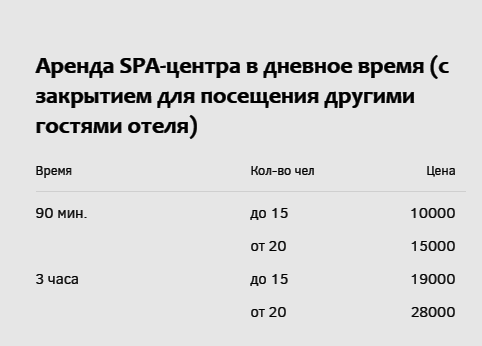 Аренда SPA-центра в дневное время (с
закрытием для посещения другими
гостями отеля)
Время Кол-во чел Цена
90 мин. до 15 10000
от 20 15000
3 часа до 15 19000
от 20 28000